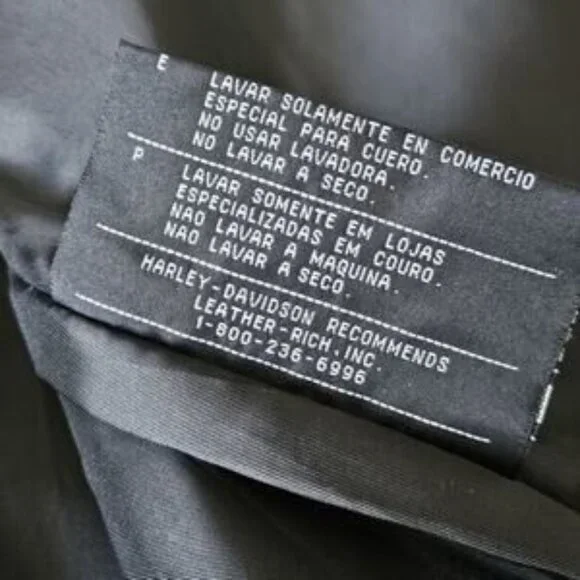 E LAVAR SOLAMENTE EN COMERCIO
ESPECIAL PARA CUERO.
NO USAR LAVADORA.
NO LAVAR A SECO.
P LAVAR SOMENTE EM LOJAS
ESPECIALIZADAS EM COURO.
NAO LAVAR A MAQUINA.
NAO LAVAR A SECO.
HARLEY-DAVIDSON RECOMMENDS
LEATHER-RICH, INC.
1-800-236-6996